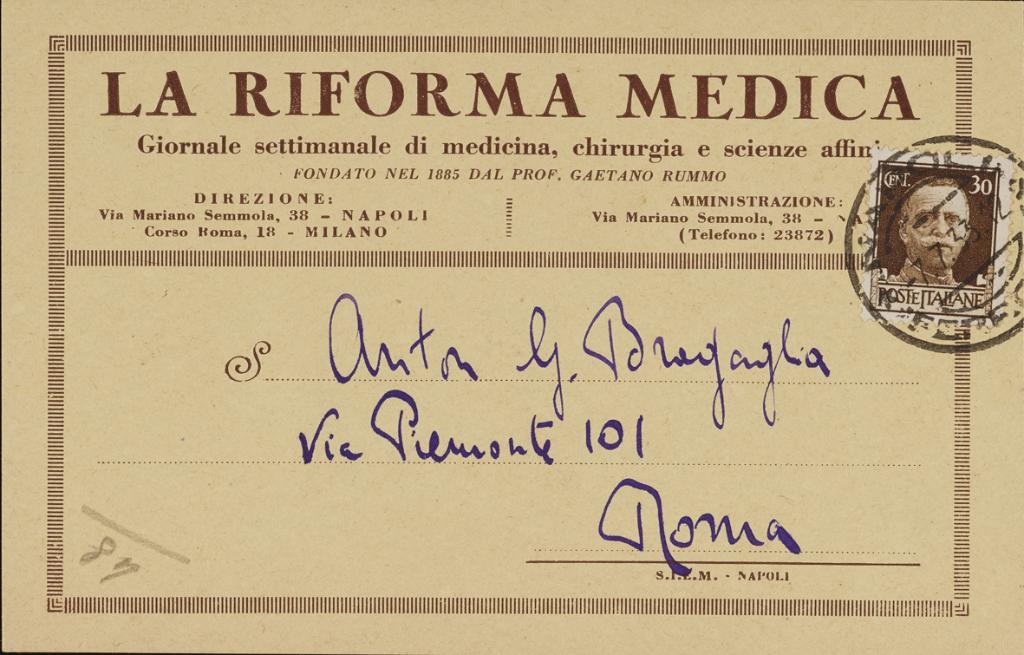 LA RIFORMA MEDICA
Giornale settimanale di medicina, chirurgia e scienze affini
FONDATO NEL 1885 DAL PROF. GAETANO RUMMO
DIREZIONE:
Via Mariano Semmola, 38 – NAPOLI
Corso Roma, 18 - MILANO
AMMINISTRAZIONE:
Via Mariano Semmola, 38 –
(Telefono: 23872)
CENT. 30
POSTE ITALIANE
Anton G. Bragaglia
Via Piemonte 101
Roma
S.I.E.M. - NAPOLI